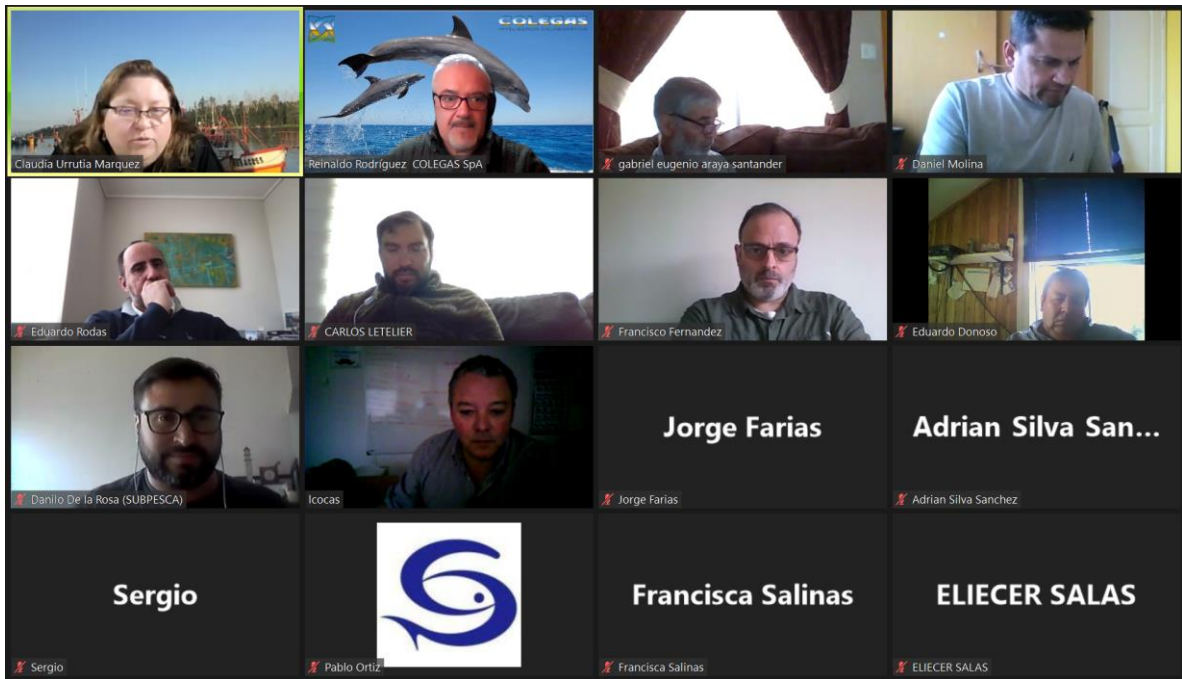 COLEGAS
Claudia Urrutia Marquez
Reinaldo Rodríguez COLEGAS SpA
gabriel eugenio araya santander
Daniel Molina
Eduardo Rodas
CARLOS LETELIER
Francisco Fernandez
Eduardo Donoso
Jorge Farias
Adrian Silva San...
Danilo De la Rosa (SUBPESCA)
lcocas
Jorge Farias
Adrian Silva Sanchez
Sergio
Francisca Salinas
ELIECER SALAS
Sergio
Pablo Ortiz
Francisca Salinas
ELIECER SALAS